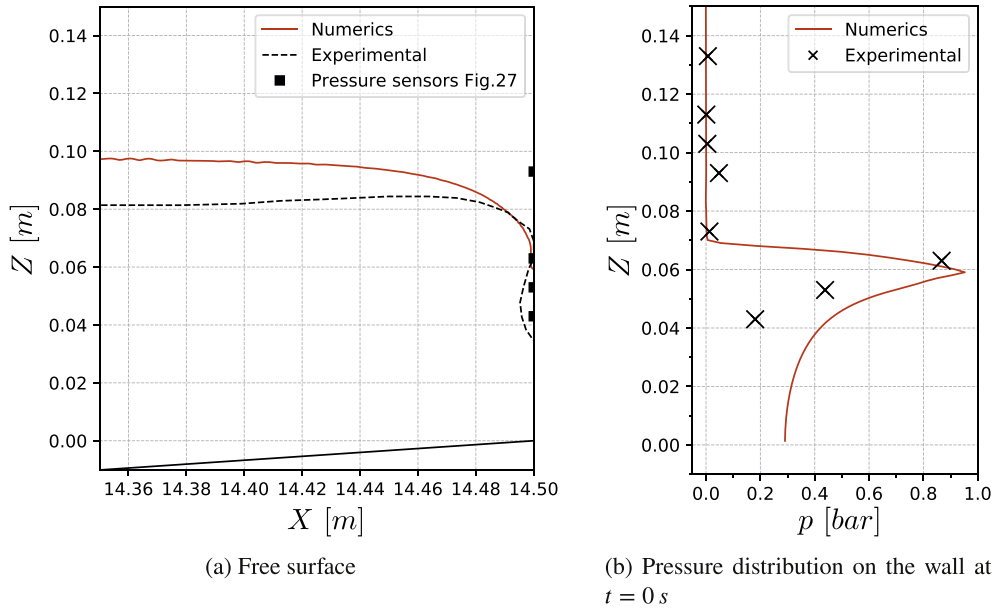 Numerics
Experimental
Pressure sensors Fig.27
0.14
0.12
0.10
0.08
0.06
0.04
0.02
0.00
Z [m]
14.36 14.38 14.40 14.42 14.44 14.46 14.48 14.50
X [m]
(a) Free surface
Numerics
Experimental
0.14
0.12
0.10
0.08
0.06
0.04
0.02
0.00
Z [m]
0.0 0.2 0.4 0.6 0.8 1.0
p [bar]
(b) Pressure distribution on the wall at
t = 0 s